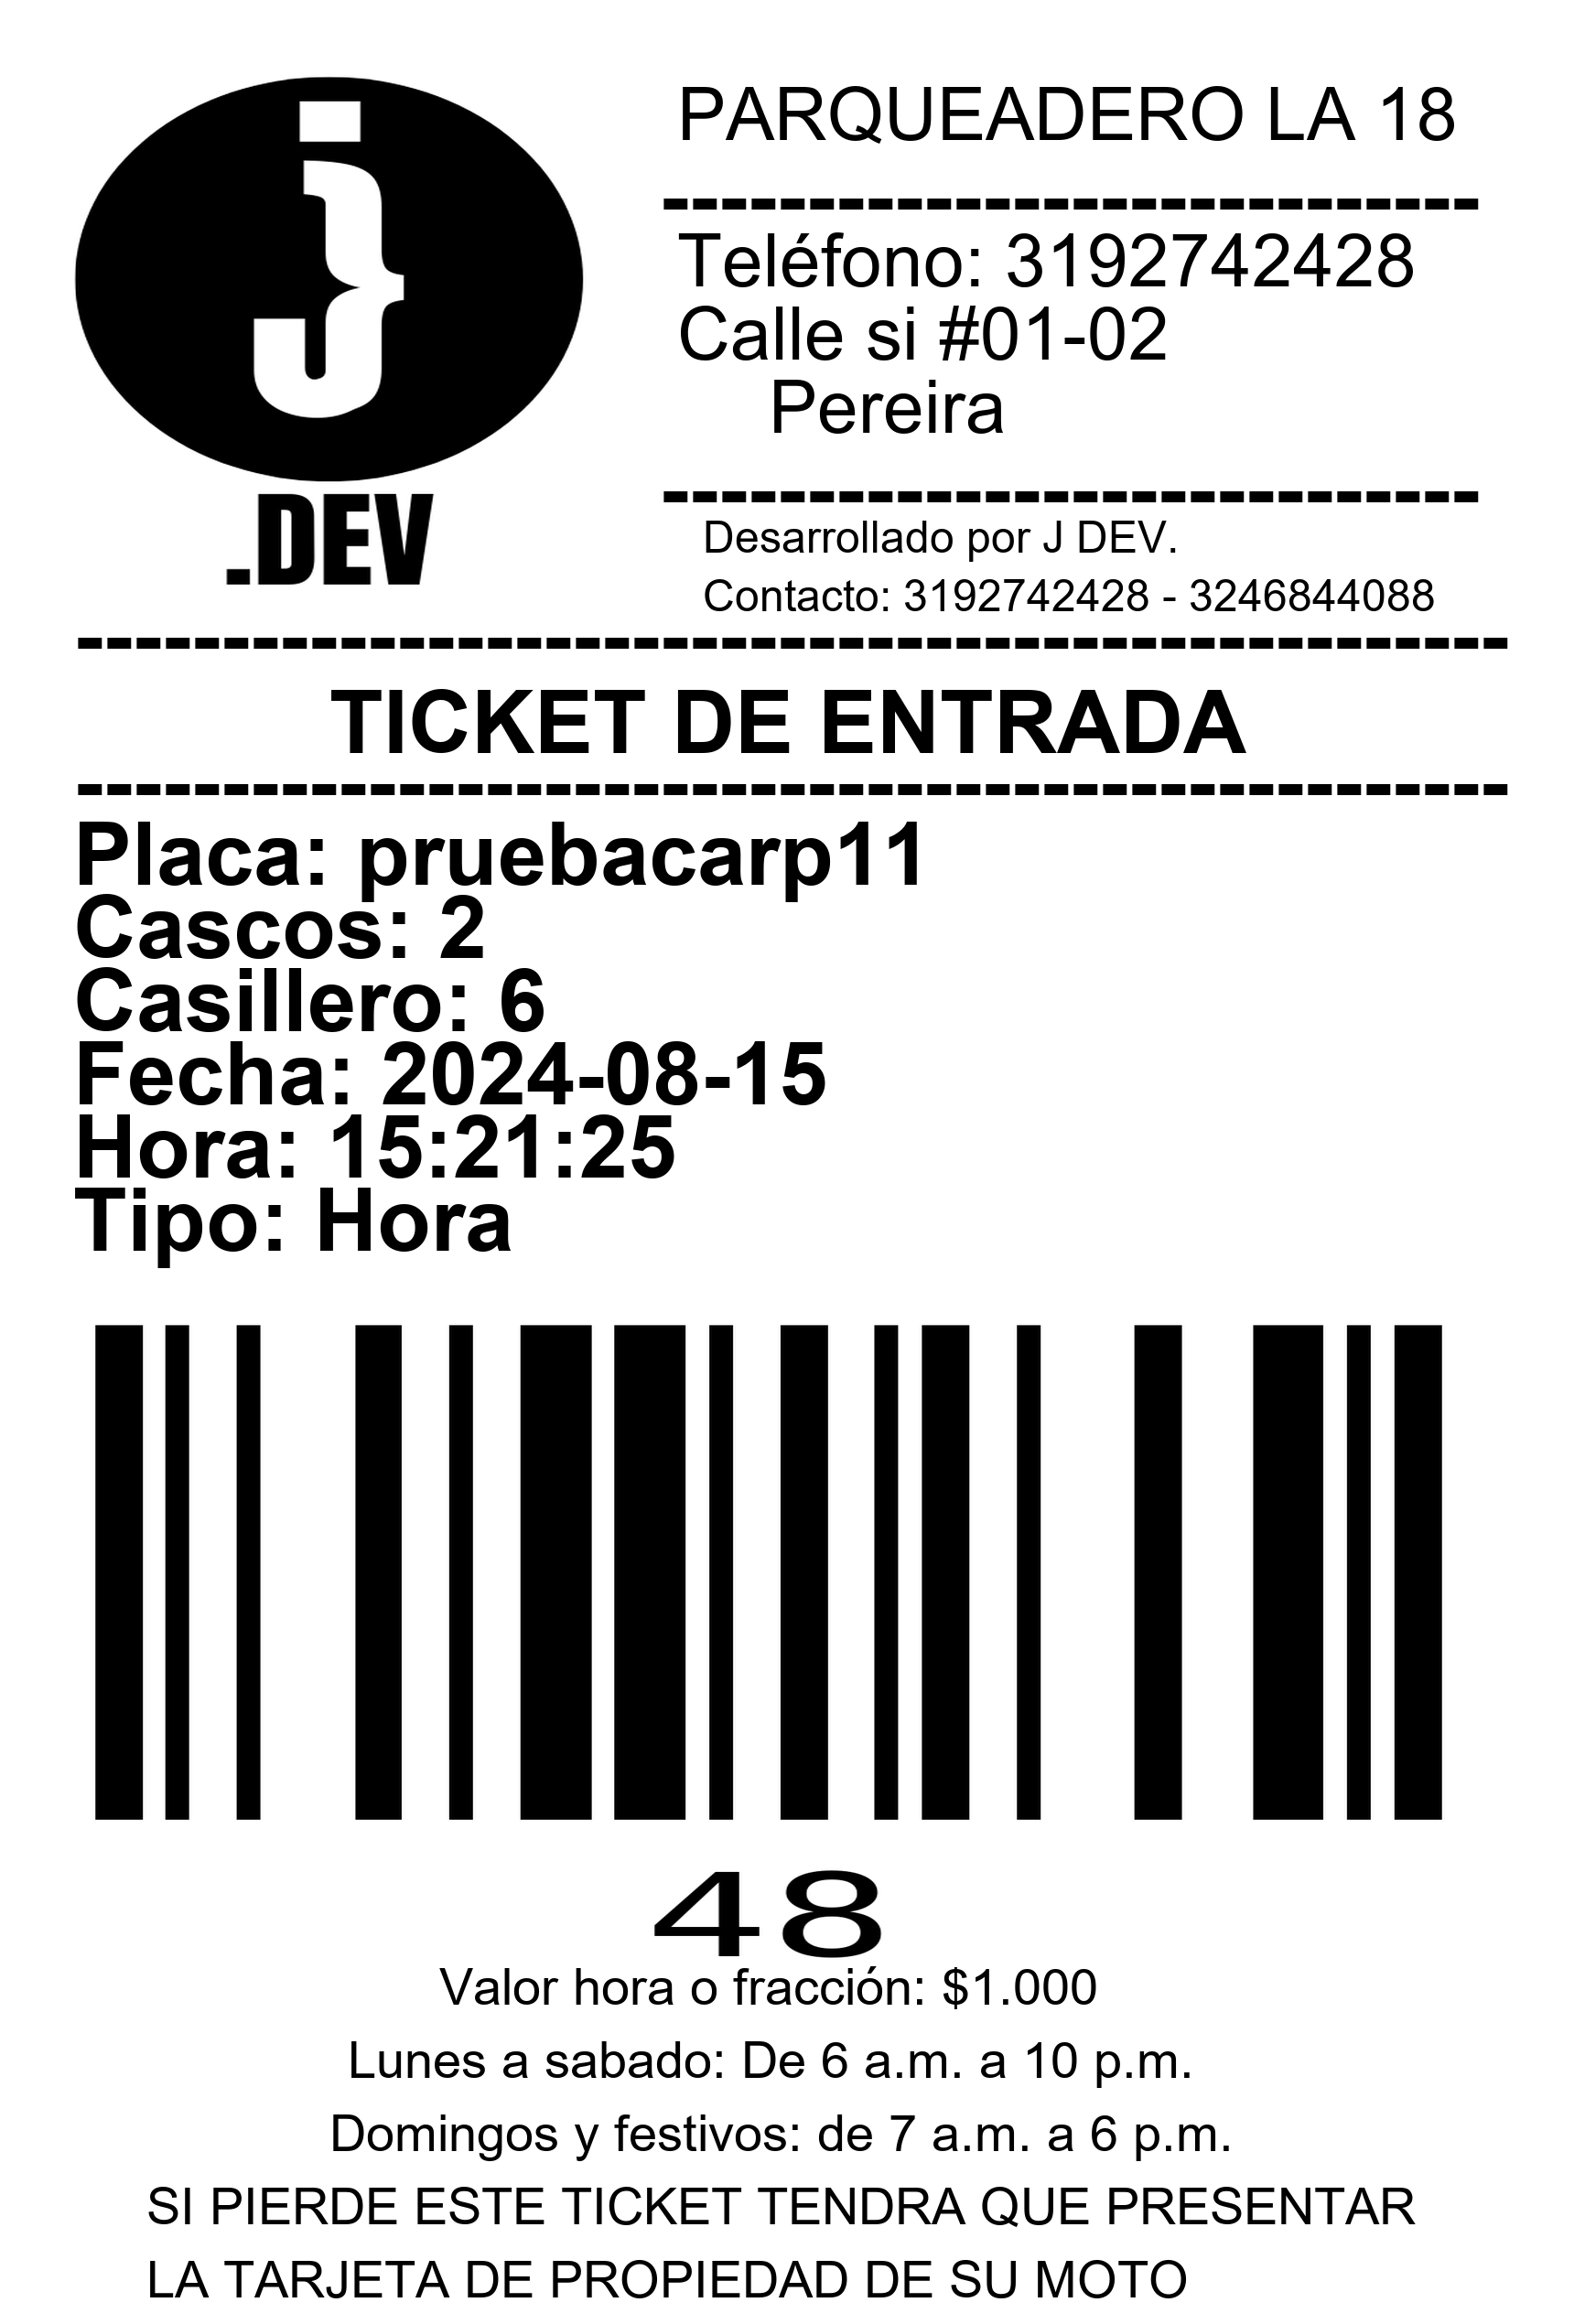 j
.DEV
PARQUEADERO LA 18
----------------------------
Teléfono: 3192742428
Calle si #01-02
Pereira
----------------------------
Desarrollado por J DEV.
Contacto: 3192742428 - 3246844088
-------------------------------------------------
TICKET DE ENTRADA
-------------------------------------------------
Placa: pruebacarp11
Cascos: 2
Casillero: 6
Fecha: 2024-08-15
Hora: 15:21:25
Tipo: Hora
48
Valor hora o fracción: $1.000
Lunes a sabado: De 6 a.m. a 10 p.m.
Domingos y festivos: de 7 a.m. a 6 p.m.
SI PIERDE ESTE TICKET TENDRA QUE PRESENTAR
LA TARJETA DE PROPIEDAD DE SU MOTO